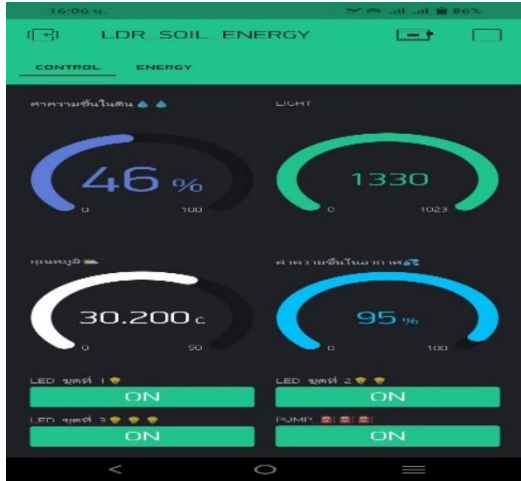 16:06 น. 86%
LDR SOIL ENERGY
CONTROL ENERGY
ค่าความชื้นในดิน💧💧 LIGHT
46 % 1330
0 100 0 1023
อุณหภูมิ⛅ ค่าความชื้นในอากาศ💦
30.200 c 95 %
0 50 0 100
LED ชุดที่ 1💡 LED ชุดที่ 2💡💡
ON ON
LED ชุดที่ 3💡💡💡 PUMP
ON ON